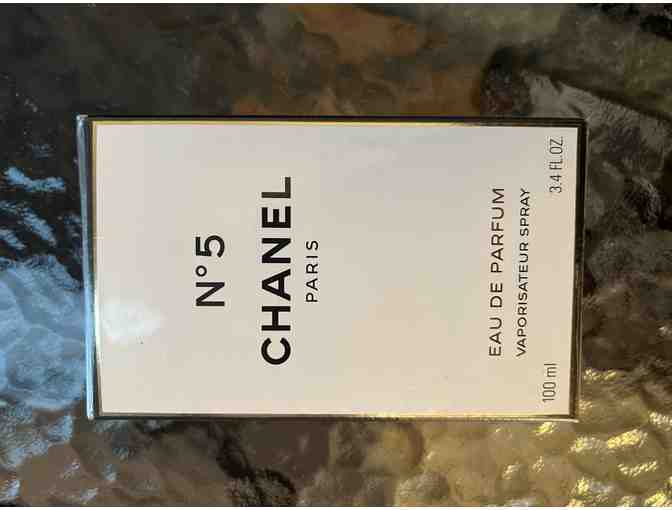 N°5
CHANEL
PARIS
EAU DE PARFUM
VAPORISATEUR SPRAY
100 ml 3.4 FL.OZ.